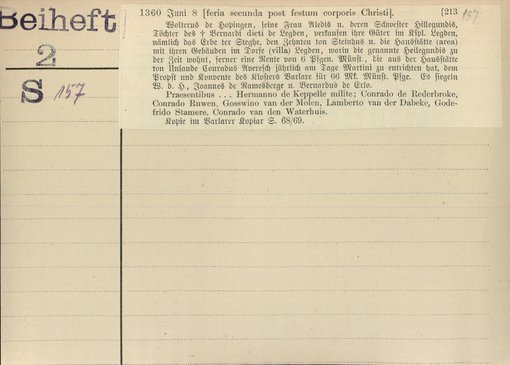 Beiheft
2
S 157
1360 Juni 8 [feria secunda post festum corporis Christi]. [213 157
Wolterus de Hopingen, seine Frau Aledis u. deren Schwester Hillegundis,
Töchter des † Bernardi dicti de Legden, verkaufen ihre Güter im Kspl. Legden,
nämlich das Erbe ter Steghe, den Zehnten ton Steinhus u. die Hausstätte (area)
mit ihren Gebäuden im Dorfe (villa) Legden, worin die genannte Heilegundis zu
der Zeit wohnt, ferner eine Rente von 6 Pfgen. Münst., die aus der Hausstätte
ton Unlande Conradus Averesch jährlich am Tage Martini zu entrichten hat, dem
Propst und Konvente des Klosters Varlare für 66 Mk. Münst. Pfge. Es siegeln
W. d. H., Joannes de Ramesberge u. Bernardus de Erlo.
Praesentibus . . . Hermanno de Keppelle milite; Conrado de Rederbroke,
Conrado Ruwen, Gosswino van der Molen, Lamberto van der Dabeke, Gode-
frido Stamere, Conrado van den Waterhuis.
Kopie im Varlarer Kopiar S. 68/69.